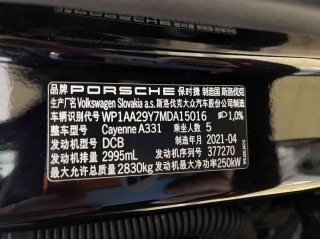 品牌 PORSCHE 保时捷 制造国 斯洛伐克
生产厂名 Volkswagen Slovakia a.s. 斯洛伐克大众汽车股份公司制造
车辆识别代号 WP1AA29Y7MDA15016 1,0%
整车型号 Cayenne A331 乘坐人数 5
发动机型号 DCB 制造年月 2021-04
发动机排量 2995mL 发动机序列号 377270
最大允许总质量 2830kg 发动机最大净功率 250kW